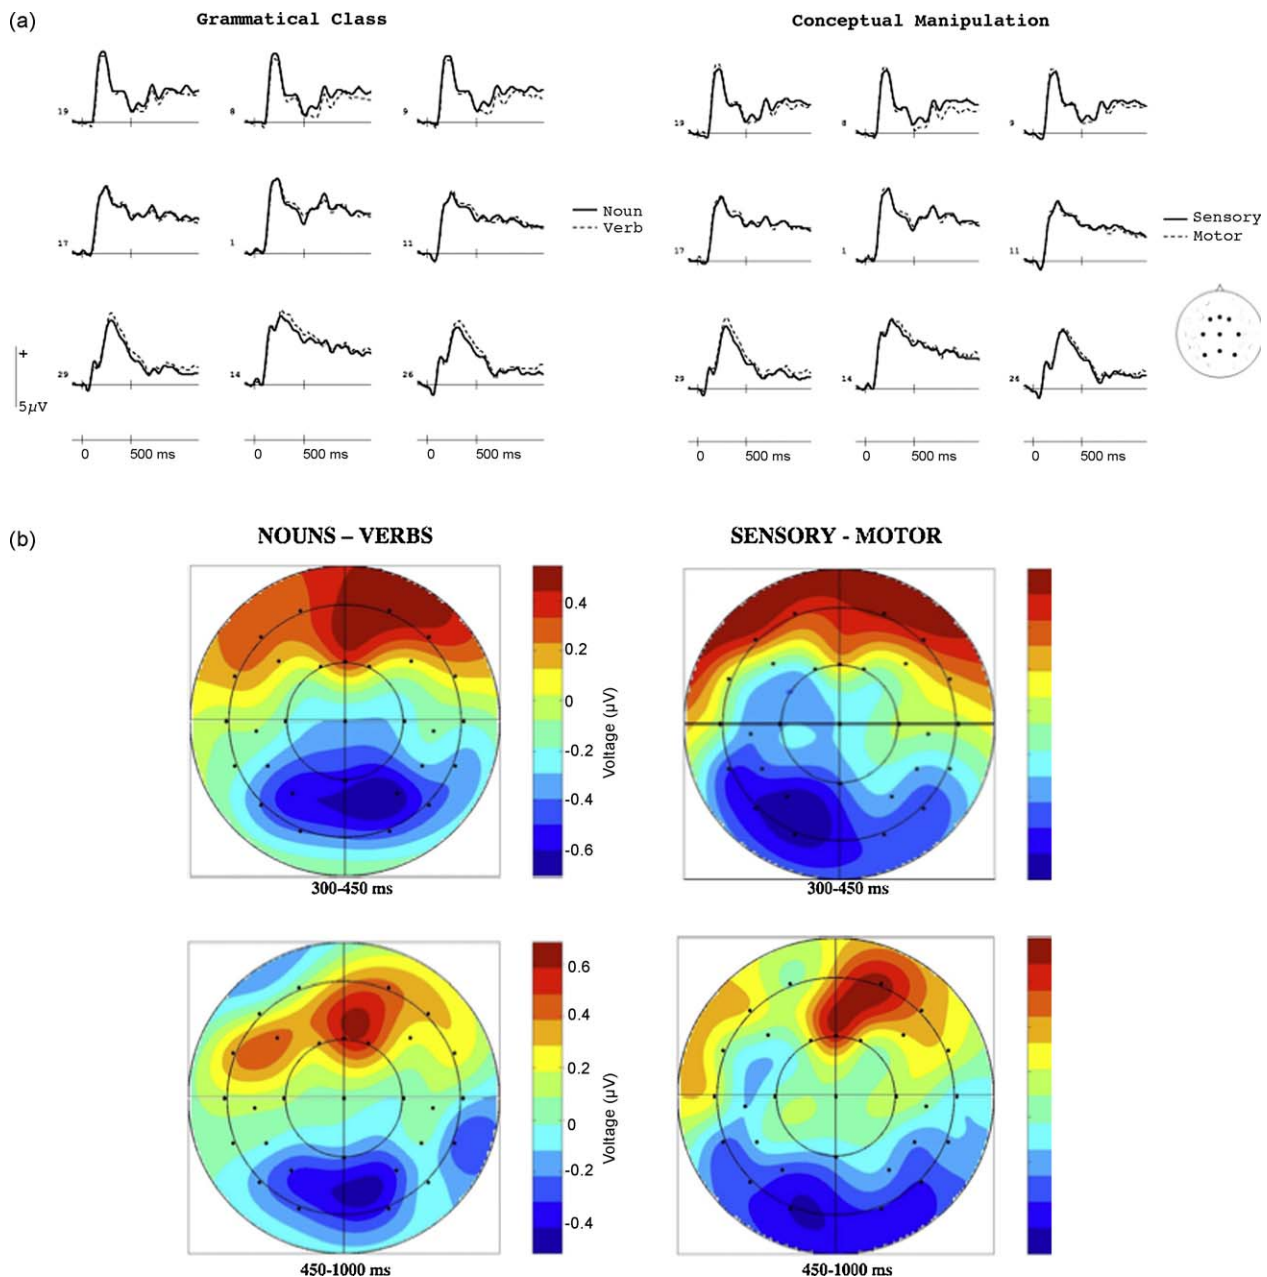 (a)
Grammatical Class
Conceptual Manipulation
19
8
9
19
8
9
17
1
11
Noun
Verb
17
1
11
Sensory
Motor
+
5µV
29
14
26
29
14
26
0
500 ms
0
500 ms
0
500 ms
0
500 ms
0
500 ms
0
500 ms
(b)
NOUNS – VERBS
SENSORY - MOTOR
0.4
0.2
0
-0.2
-0.4
-0.6
Voltage (µV)
300-450 ms
300-450 ms
0.6
0.4
0.2
0
-0.2
-0.4
Voltage (µV)
450-1000 ms
450-1000 ms